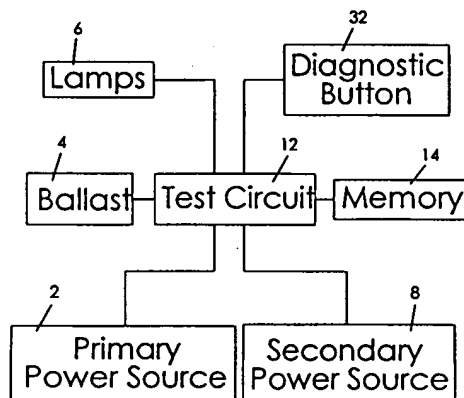 6
32
Lamps
Diagnostic
Button
4
12
14
Ballast
Test Circuit
Memory
2
8
Primary
Power Source
Secondary
Power Source